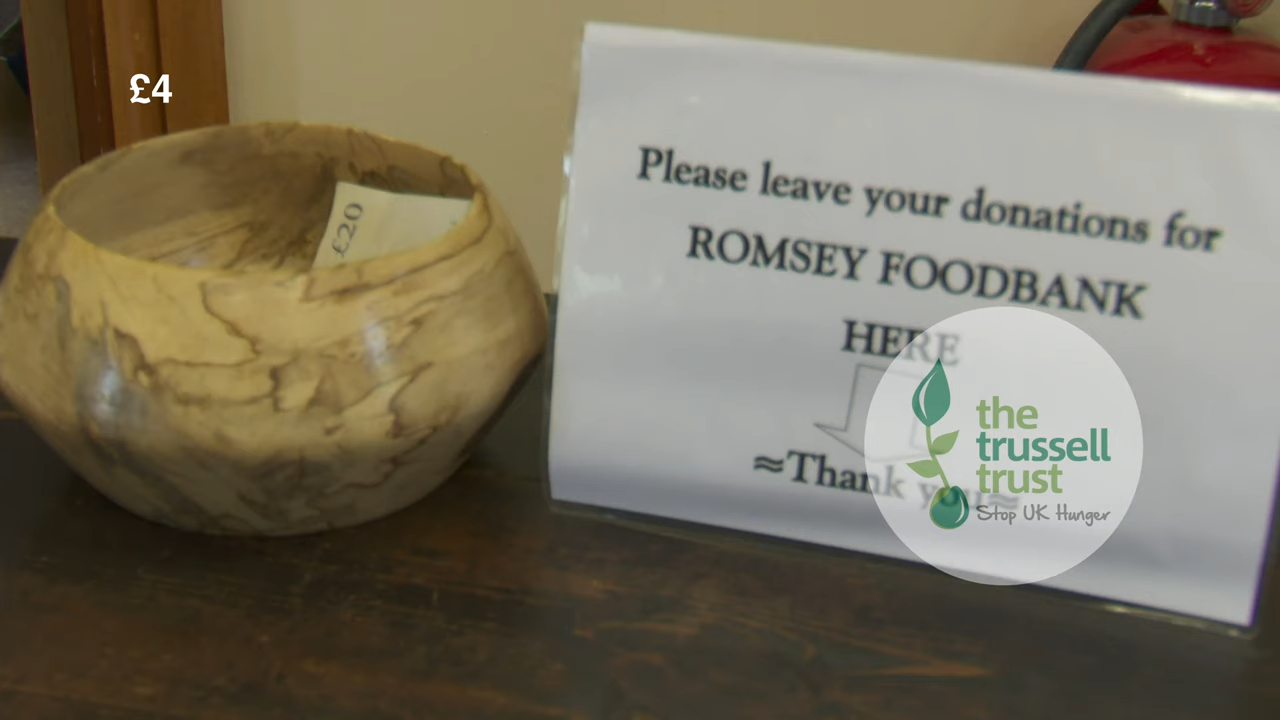 £4
£20
Please leave your donations for
ROMSEY FOODBANK
HERE
≈Thank you≈
the
trussell
trust
Stop UK Hunger